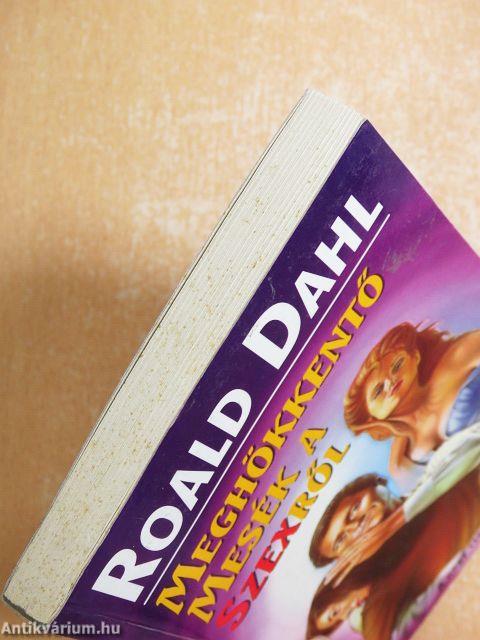 ROALD DAHL
MEGHÖKKENTŐ
MESÉK A
SZEXRŐL
Antikvárium.hu